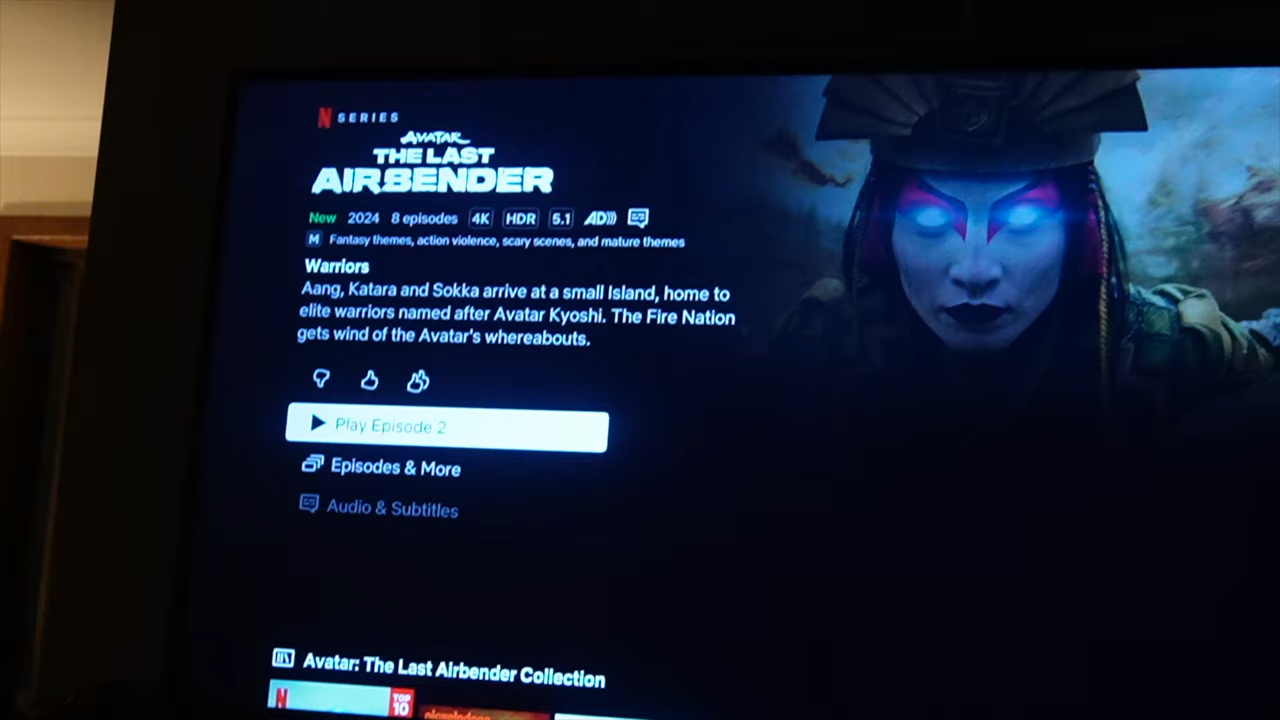 N SERIES
AVATAR
THE LAST
AIRBENDER
New 2024 8 episodes 4K HDR 5.1 AD)))
M Fantasy themes, action violence, scary scenes, and mature themes
Warriors
Aang, Katara and Sokka arrive at a small Island, home to
elite warriors named after Avatar Kyoshi. The Fire Nation
gets wind of the Avatar's whereabouts.
Play Episode 2
Episodes & More
Audio & Subtitles
Avatar: The Last Airbender Collection
N TOP
10
nickelodeon